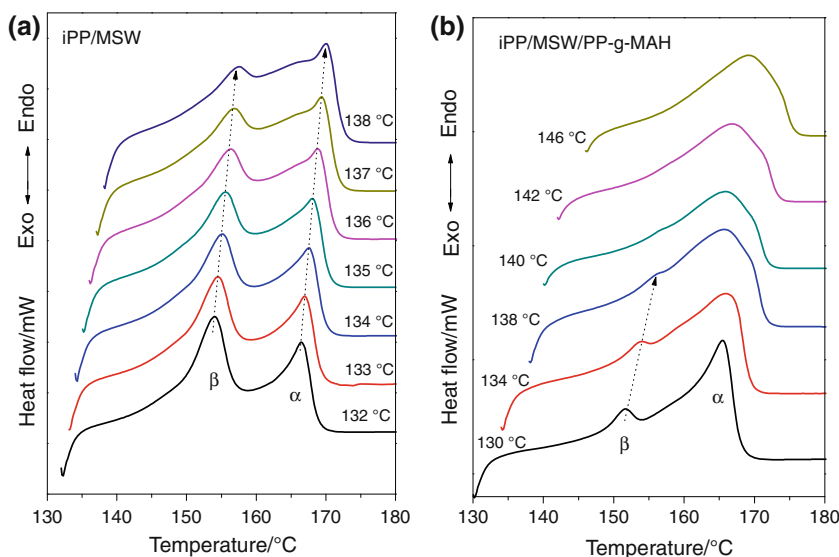 (a)
iPP/MSW
Heat flow/mW
Exo ⟷ Endo
138 °C
137 °C
136 °C
135 °C
134 °C
133 °C
132 °C
β
α
130 140 150 160 170 180
Temperature/°C
(b)
iPP/MSW/PP-g-MAH
Heat flow/mW
Exo ⟷ Endo
146 °C
142 °C
140 °C
138 °C
134 °C
130 °C
β
α
130 140 150 160 170 180
Temperature/°C